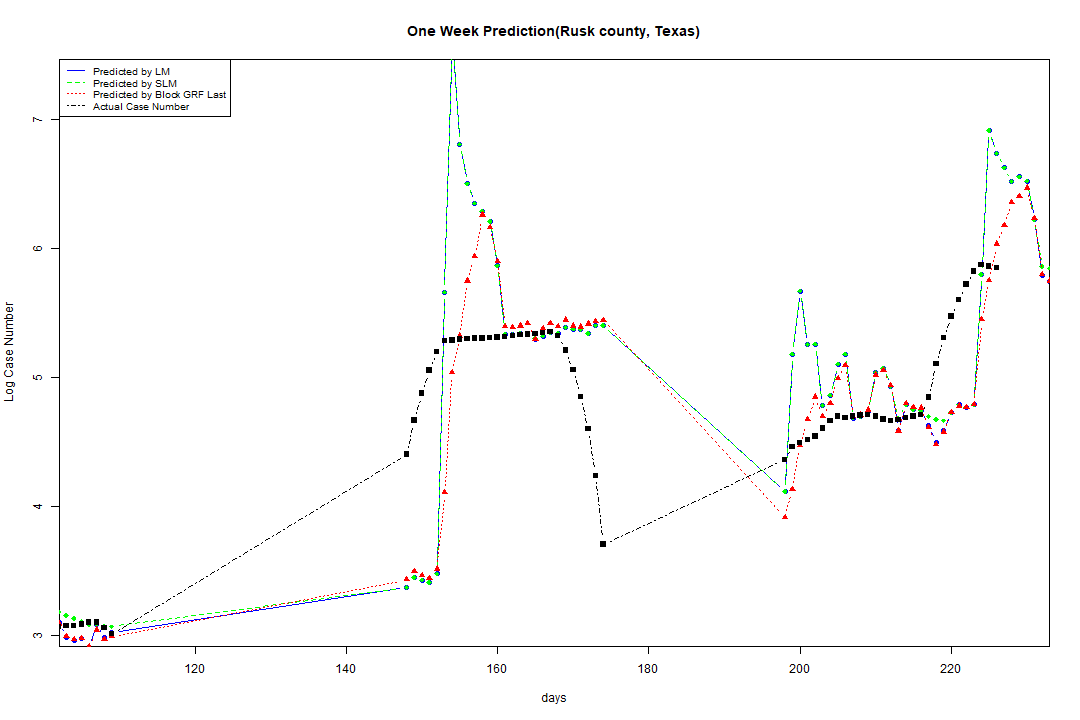 One Week Prediction(Rusk county, Texas)
Predicted by LM
Predicted by SLM
Predicted by Block GRF Last
Actual Case Number
7
6
5
4
3
Log Case Number
120 140 160 180 200 220
days